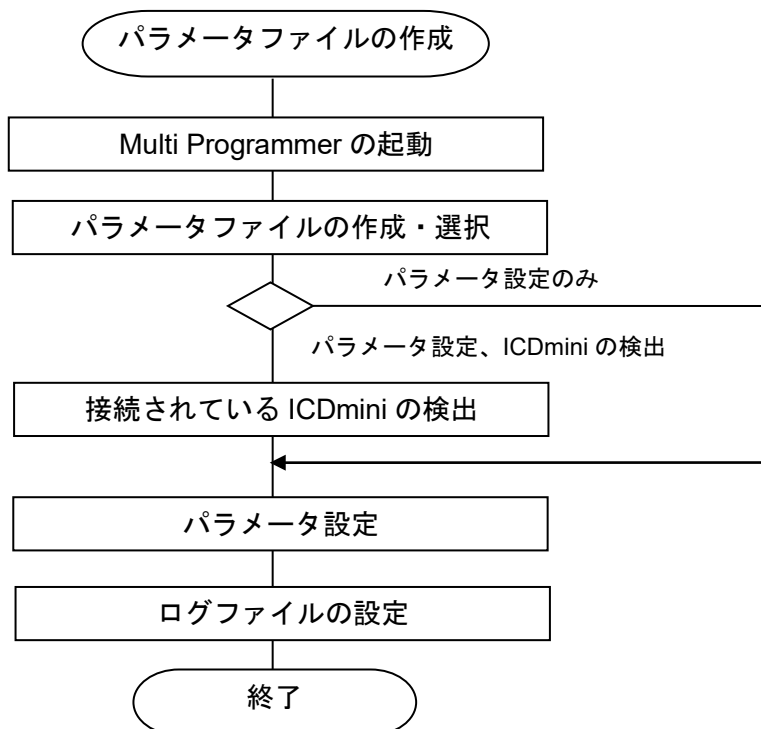 パラメータファイルの作成
Multi Programmer の起動
パラメータファイルの作成・選択
パラメータ設定のみ
パラメータ設定、ICDmini の検出
接続されている ICDmini の検出
パラメータ設定
ログファイルの設定
終了